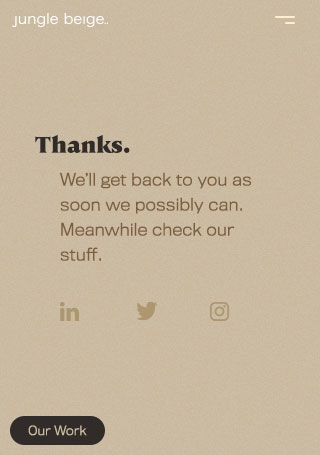 jungle beige..
Thanks.
We'll get back to you as
soon we possibly can.
Meanwhile check our
stuff.
Our Work